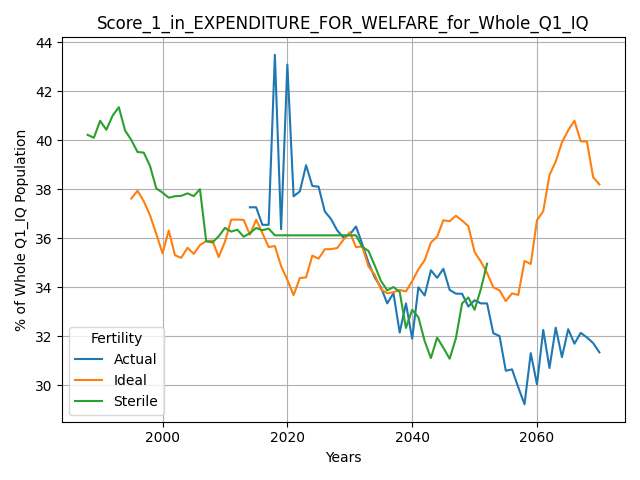 Score_1_in_EXPENDITURE_FOR_WELFARE_for_Whole_Q1_IQ
% of Whole Q1_IQ Population
44
42
40
38
36
34
32
30
Fertility
Actual
Ideal
Sterile
2000
2020
2040
2060
Years